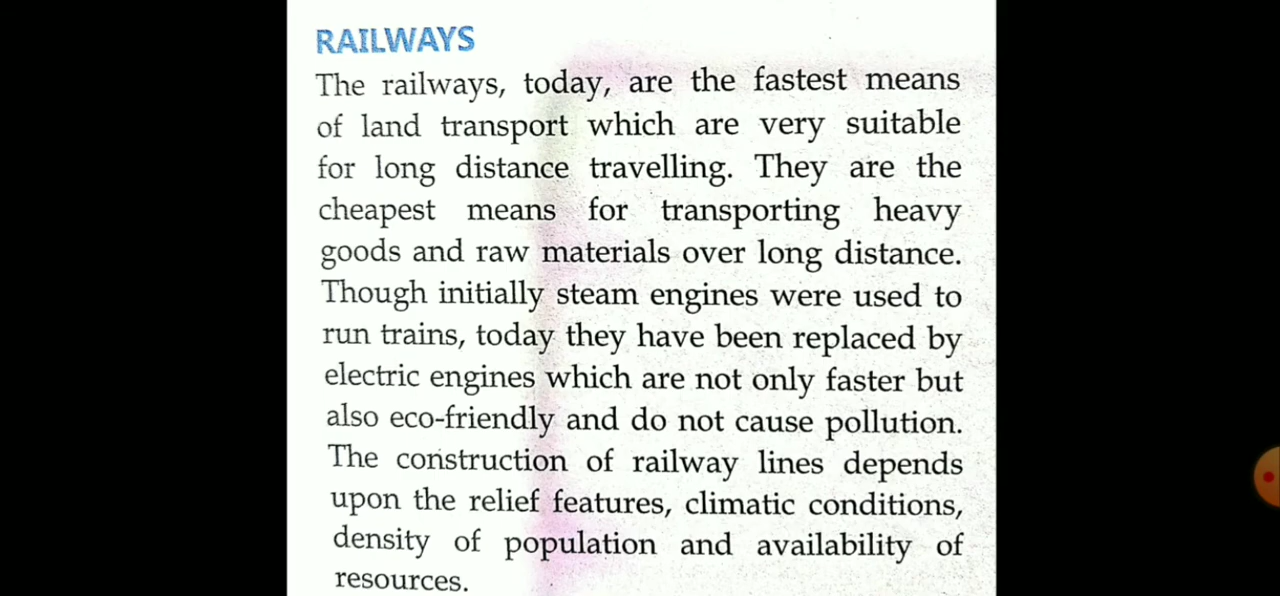 RAILWAYS
The railways, today, are the fastest means
of land transport which are very suitable
for long distance travelling. They are the
cheapest means for transporting heavy
goods and raw materials over long distance.
Though initially steam engines were used to
run trains, today they have been replaced by
electric engines which are not only faster but
also eco-friendly and do not cause pollution.
The construction of railway lines depends
upon the relief features, climatic conditions,
density of population and availability of
resources.